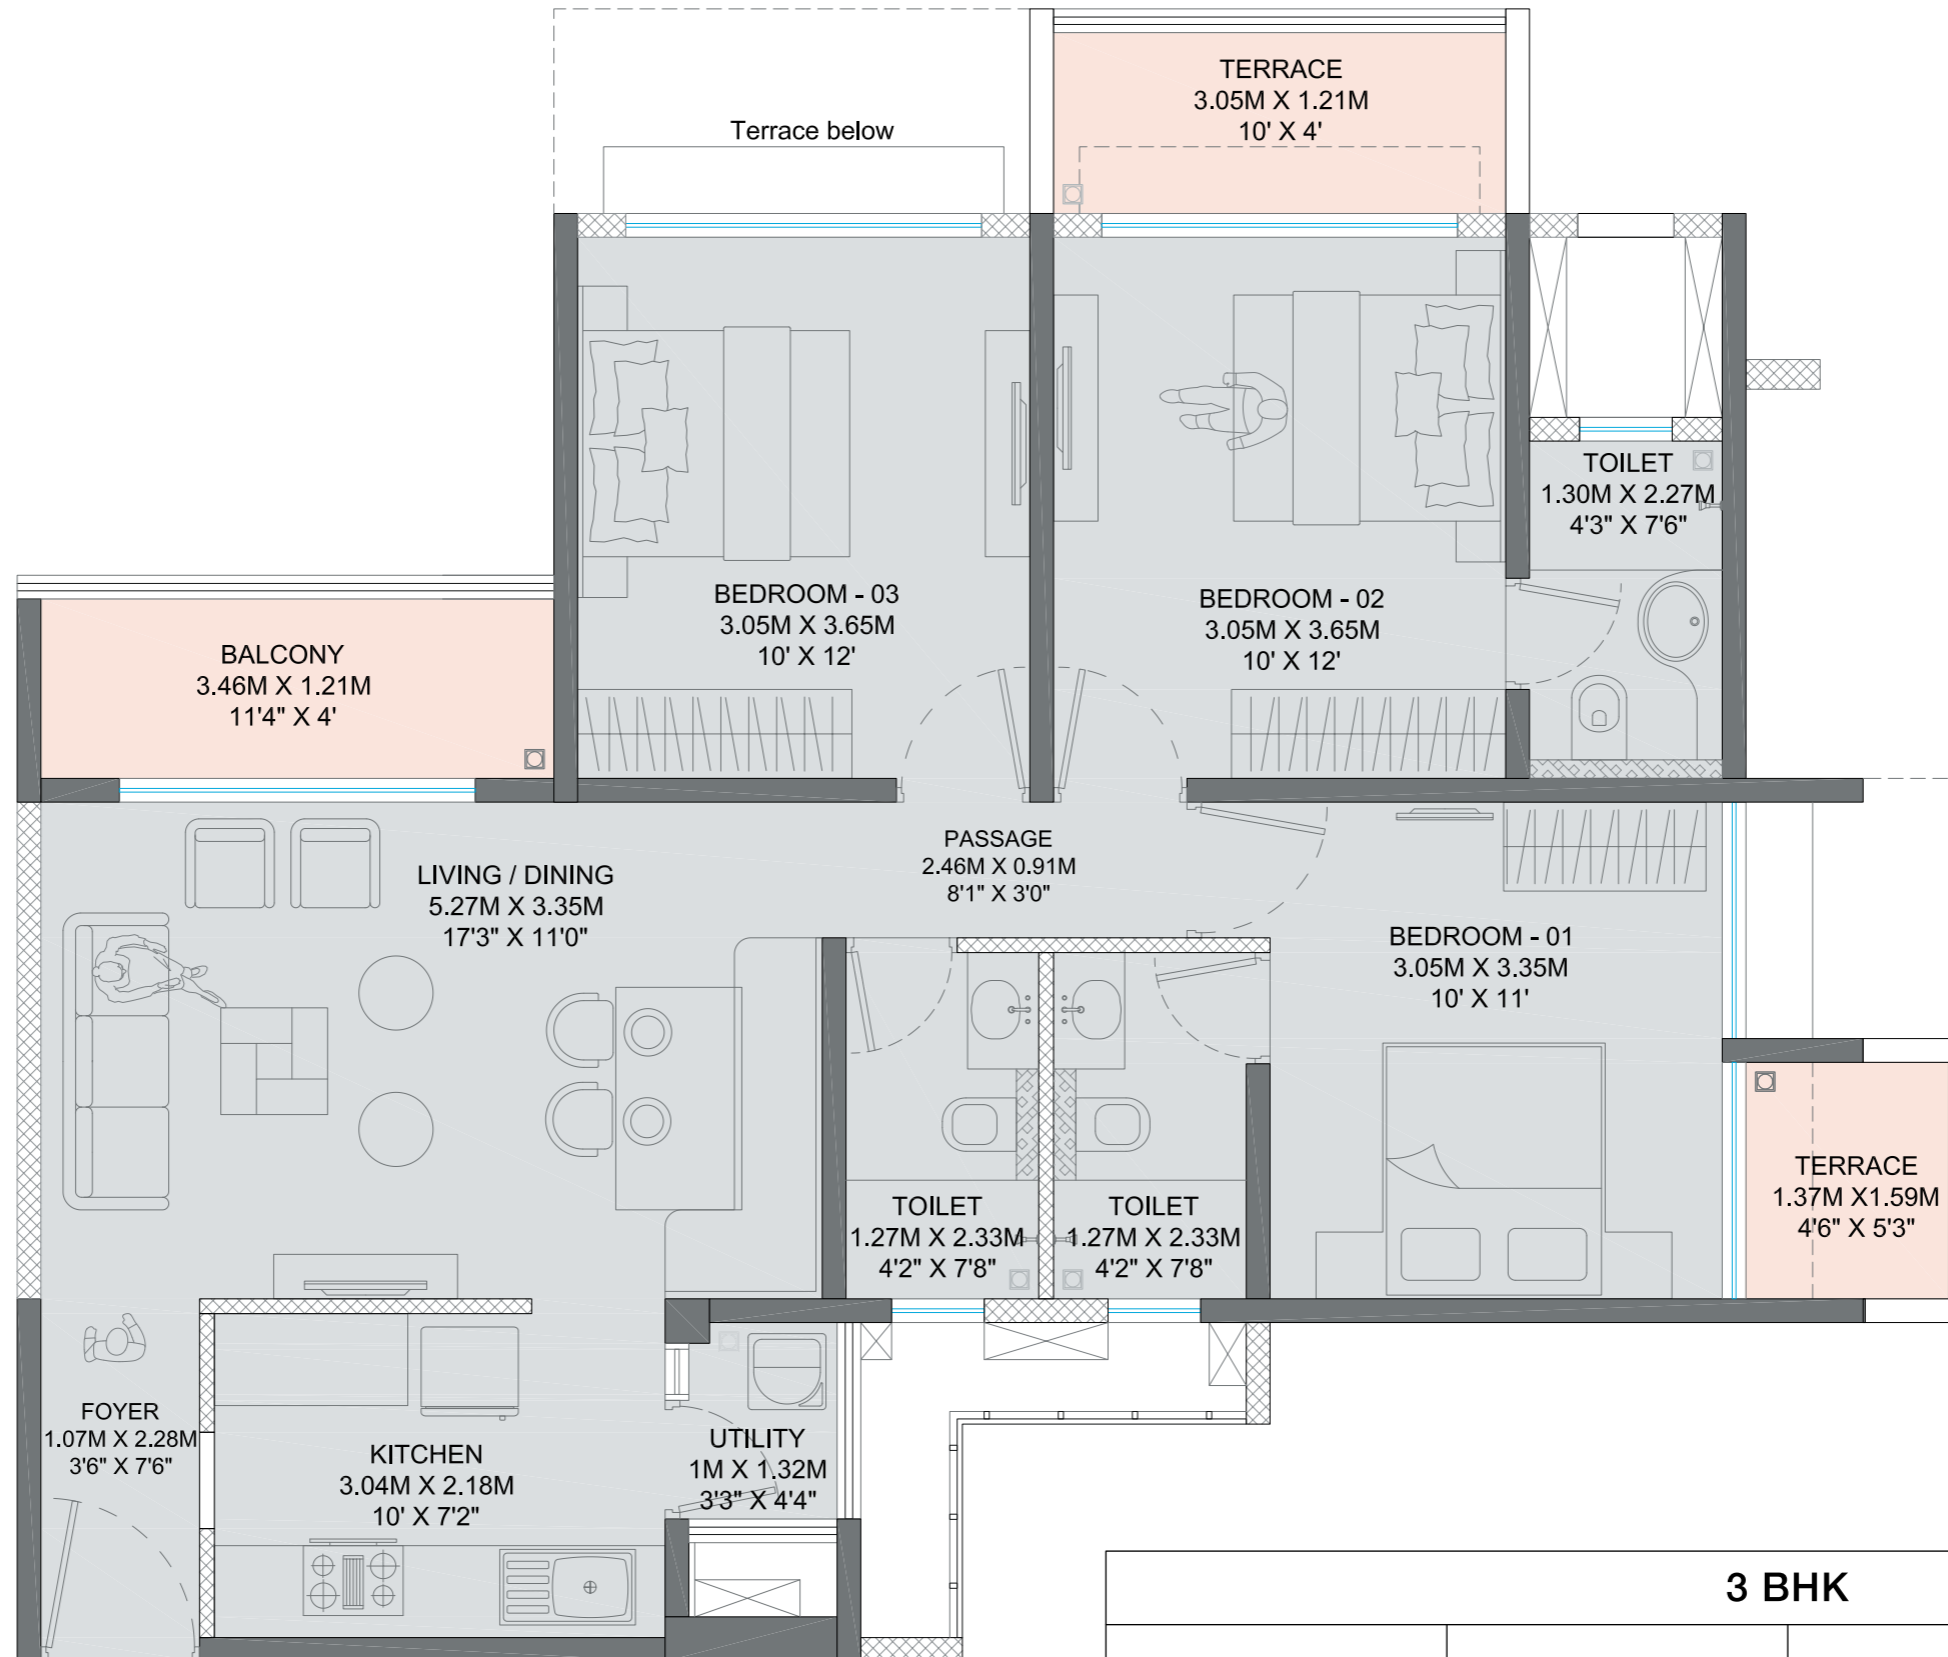 TERRACE
3.05M X 1.21M
10' X 4'
Terrace below
TOILET
1.30M X 2.27M
4'3" X 7'6"
BEDROOM - 03
3.05M X 3.65M
10' X 12'
BEDROOM - 02
3.05M X 3.65M
10' X 12'
BALCONY
3.46M X 1.21M
11'4" X 4'
PASSAGE
2.46M X 0.91M
8'1" X 3'0"
LIVING / DINING
5.27M X 3.35M
17'3" X 11'0"
BEDROOM - 01
3.05M X 3.35M
10' X 11'
TERRACE
1.37M X1.59M
4'6" X 5'3"
TOILET
1.27M X 2.33M
4'2" X 7'8"
TOILET
1.27M X 2.33M
4'2" X 7'8"
FOYER
1.07M X 2.28M
3'6" X 7'6"
KITCHEN
3.04M X 2.18M
10' X 7'2"
UTILITY
1M X 1.32M
3'3" X 4'4"
3 BHK